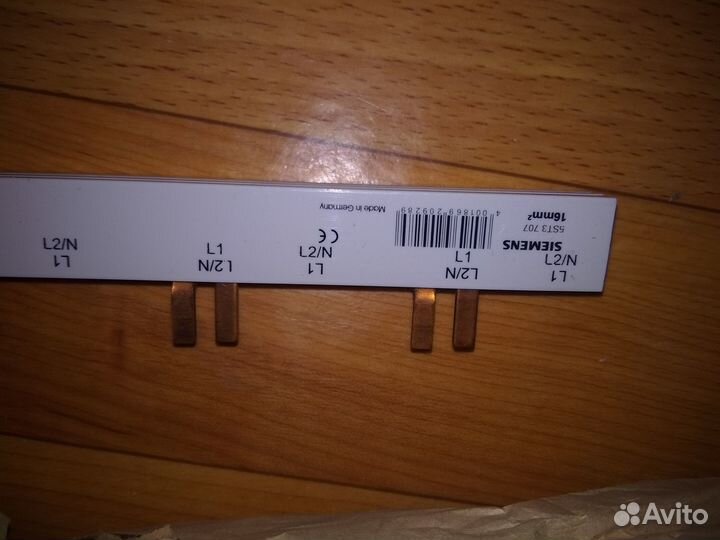 SIEMENS
5ST3 707
16mm²
4 001869 209289
Made in Germany
CE
L1
L2/N
L2/N
L1
L1
L2/N
L2/N
L1
L1
L2/N
Avito